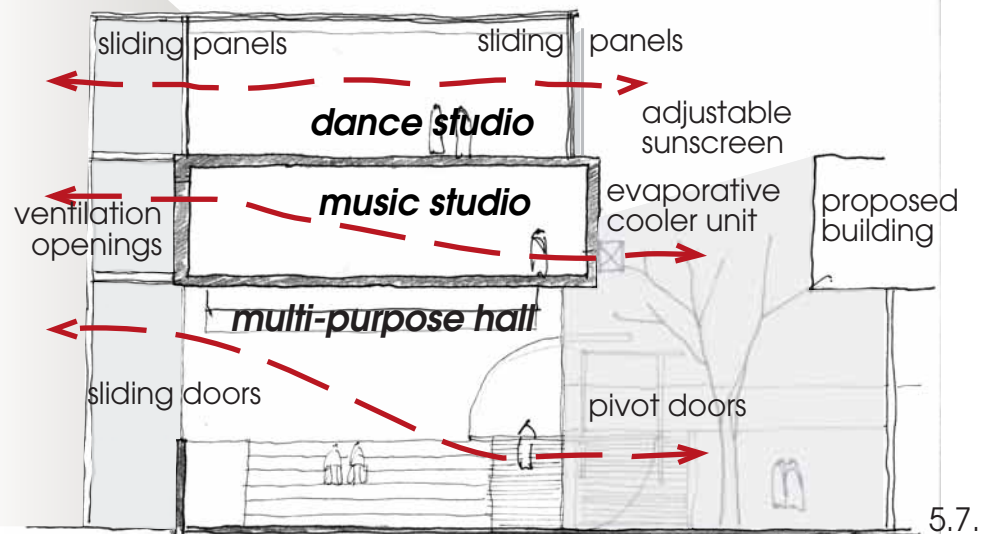 sliding panels
sliding panels
dance studio
adjustable
sunscreen
music studio
evaporative
cooler unit
proposed
building
ventilation
openings
multi-purpose hall
sliding doors
pivot doors
5.7.